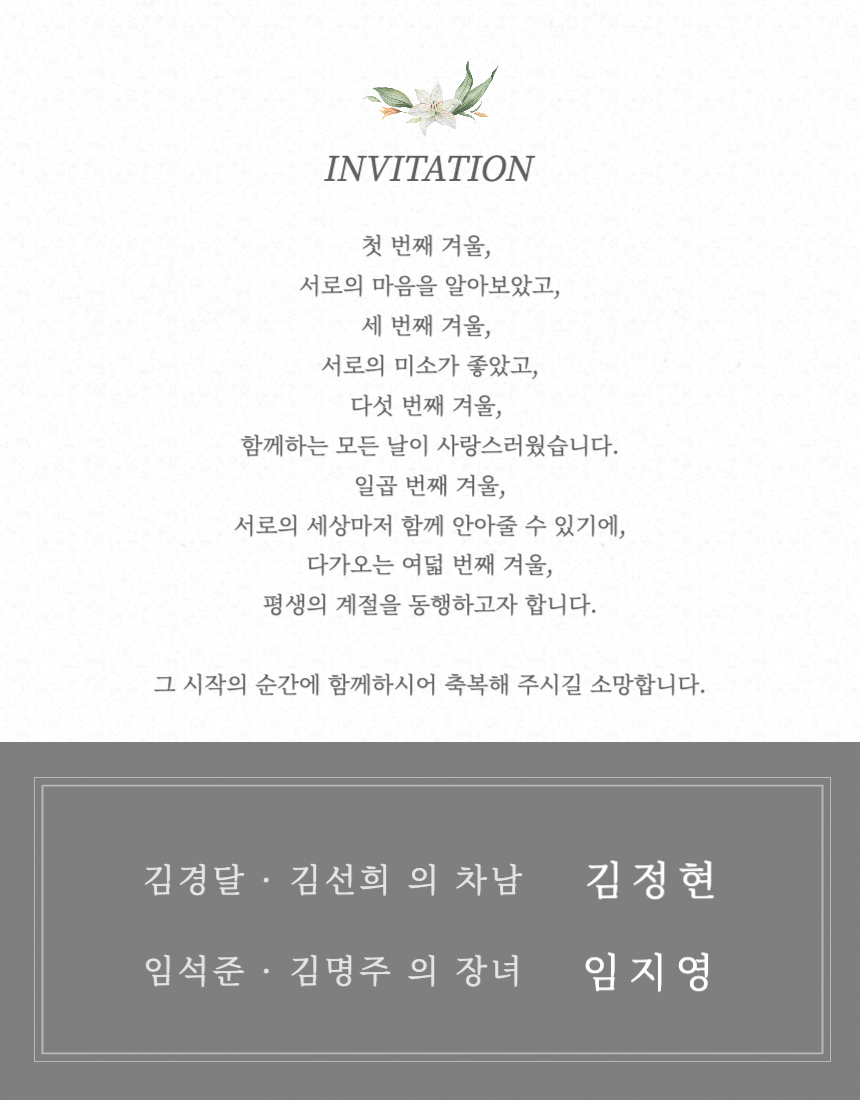 INVITATION
첫 번째 겨울,
서로의 마음을 알아보았고,
세 번째 겨울,
서로의 미소가 좋았고,
다섯 번째 겨울,
함께하는 모든 날이 사랑스러웠습니다.
일곱 번째 겨울,
서로의 세상마저 함께 안아줄 수 있기에,
다가오는 여덟 번째 겨울,
평생의 계절을 동행하고자 합니다.
그 시작의 순간에 함께하시어 축복해 주시길 소망합니다.
김경달 · 김선희 의 차남 김정현
임석준 · 김명주 의 장녀 임지영